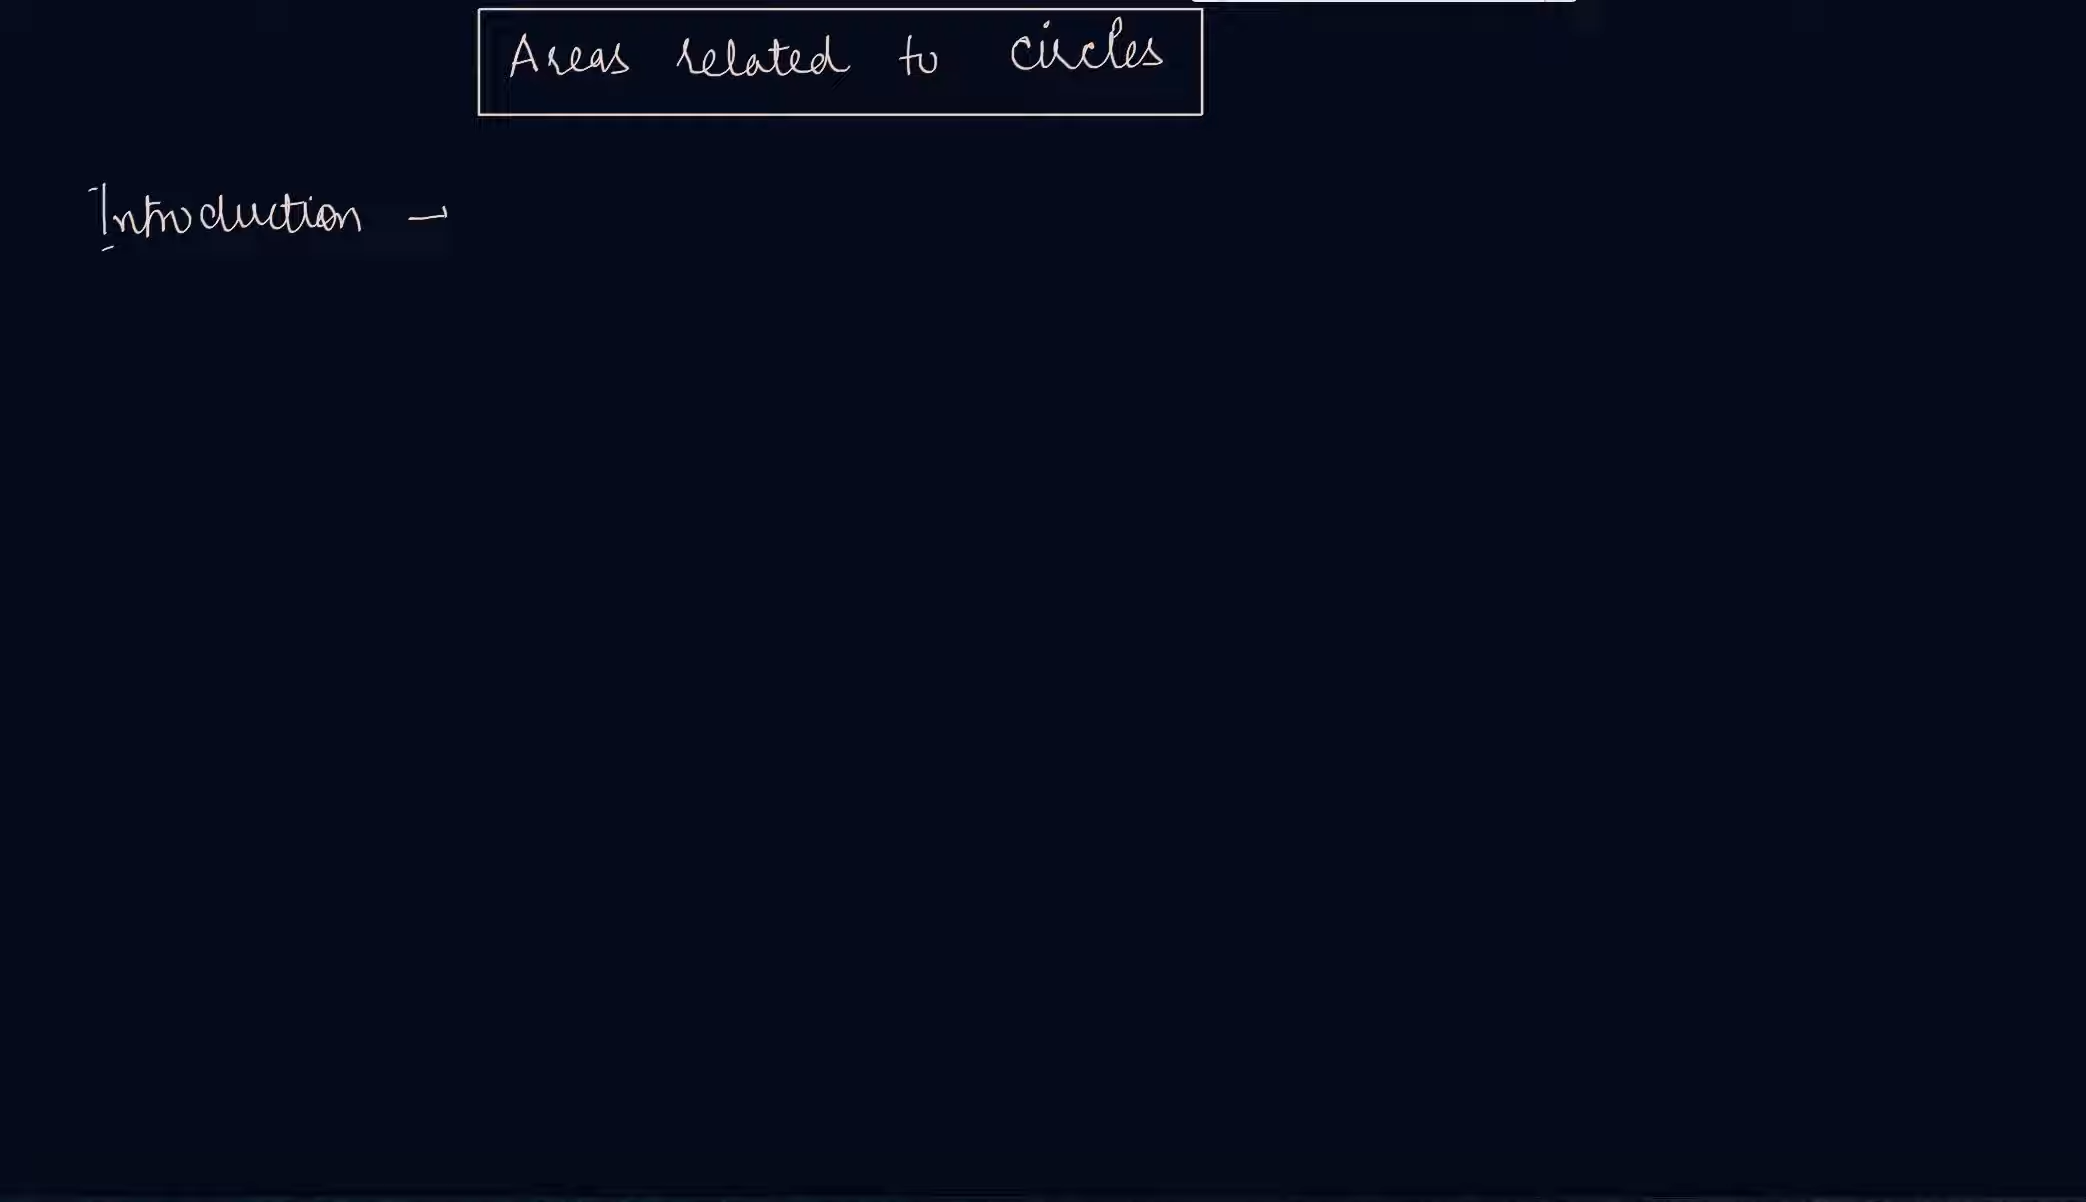 Areas related to circles
Introduction →